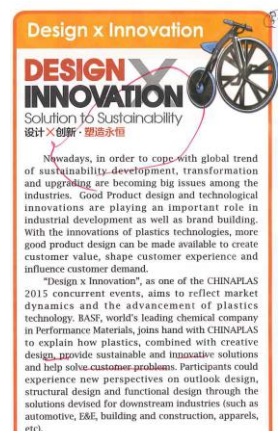 Design x Innovation
DESIGN X
INNOVATION
Solution to Sustainability
设计×创新·塑造永恒
Nowadays, in order to cope with global trend
of sustainability development, transformation
and upgrading are becoming big issues among the
industries. Good Product design and technological
innovations are playing an important role in
industrial development as well as brand building.
With the innovations of plastics technologies, more
good product design can be made available to create
customer value, shape customer experience and
influence customer demand.
"Design x Innovation", as one of the CHINAPLAS
2015 concurrent events, aims to reflect market
dynamics and the advancement of plastics
technology. BASF, world's leading chemical company
in Performance Materials, joins hand with CHINAPLAS
to explain how plastics, combined with creative
design, provide sustainable and innovative solutions
and help solve customer problems. Participants could
experience new perspectives on outlook design,
structural design and functional design through the
solutions devised for downstream industries (such as
automotive, E&E, building and construction, apparels,
etc).